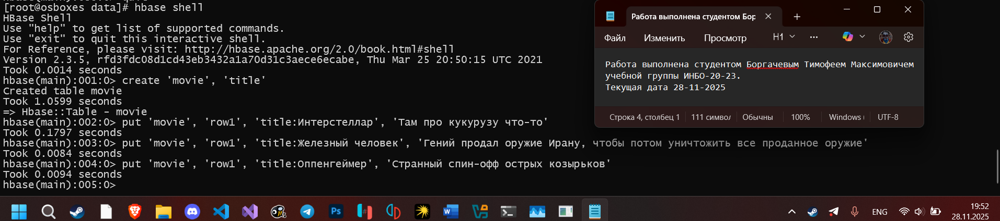 [root@osboxes data]# hbase shell
HBase Shell
Use "help" to get list of supported commands.
Use "exit" to quit this interactive shell.
For Reference, please visit: http://hbase.apache.org/2.0/book.html#shell
Version 2.3.5, rfd3fdc08d1cd43eb3432a1a70d31c3aece6ecabe, Thu Mar 25 20:50:15 UTC 2021
Took 0.0014 seconds
hbase(main):001:0> create 'movie', 'title'
Created table movie
Took 1.0599 seconds
=> Hbase::Table - movie
hbase(main):002:0> put 'movie', 'row1', 'title:Интерстеллар', 'Там про кукурузу что-то'
Took 0.1797 seconds
hbase(main):003:0> put 'movie', 'row1', 'title:Железный человек', 'Гений продал оружие Ирану, чтобы потом уничтожить все проданное оружие'
Took 0.0084 seconds
hbase(main):004:0> put 'movie', 'row1', 'title:Оппенгеймер', 'Странный спин-офф острых козырьков'
Took 0.0094 seconds
hbase(main):005:0>
Работа выполнена студентом Бор
Файл Изменить Просмотр H1
Работа выполнена студентом Боргачевым Тимофеем Максимовичем
учебной группы ИНБО-20-23.
Текущая дата 28-11-2025
Строка 4, столбец 1 111 символ Обычны 100% Windows UTF-8
Ps
ENG
19:52
28.11.2025